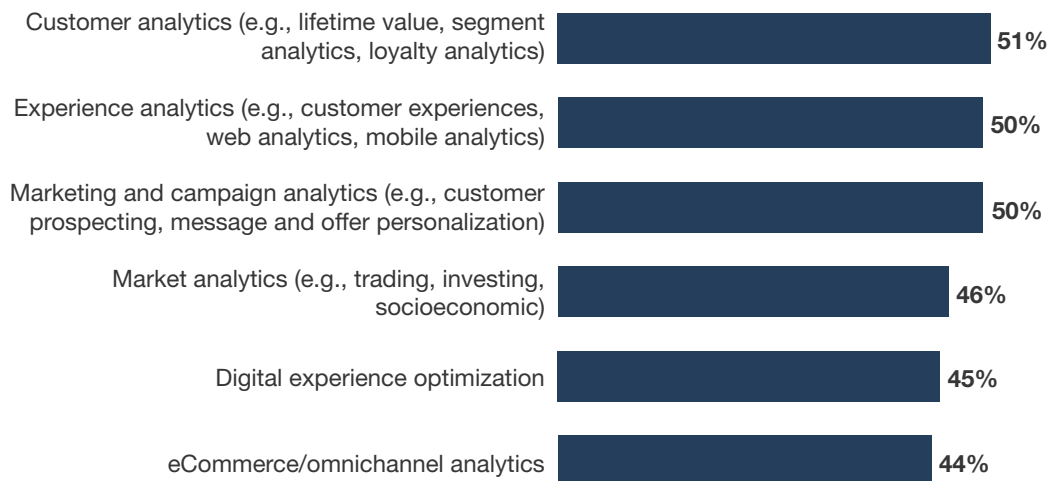 Customer analytics (e.g., lifetime value, segment
analytics, loyalty analytics)
51%
Experience analytics (e.g., customer experiences,
web analytics, mobile analytics)
50%
Marketing and campaign analytics (e.g., customer
prospecting, message and offer personalization)
50%
Market analytics (e.g., trading, investing,
socioeconomic)
46%
Digital experience optimization
45%
eCommerce/omnichannel analytics
44%